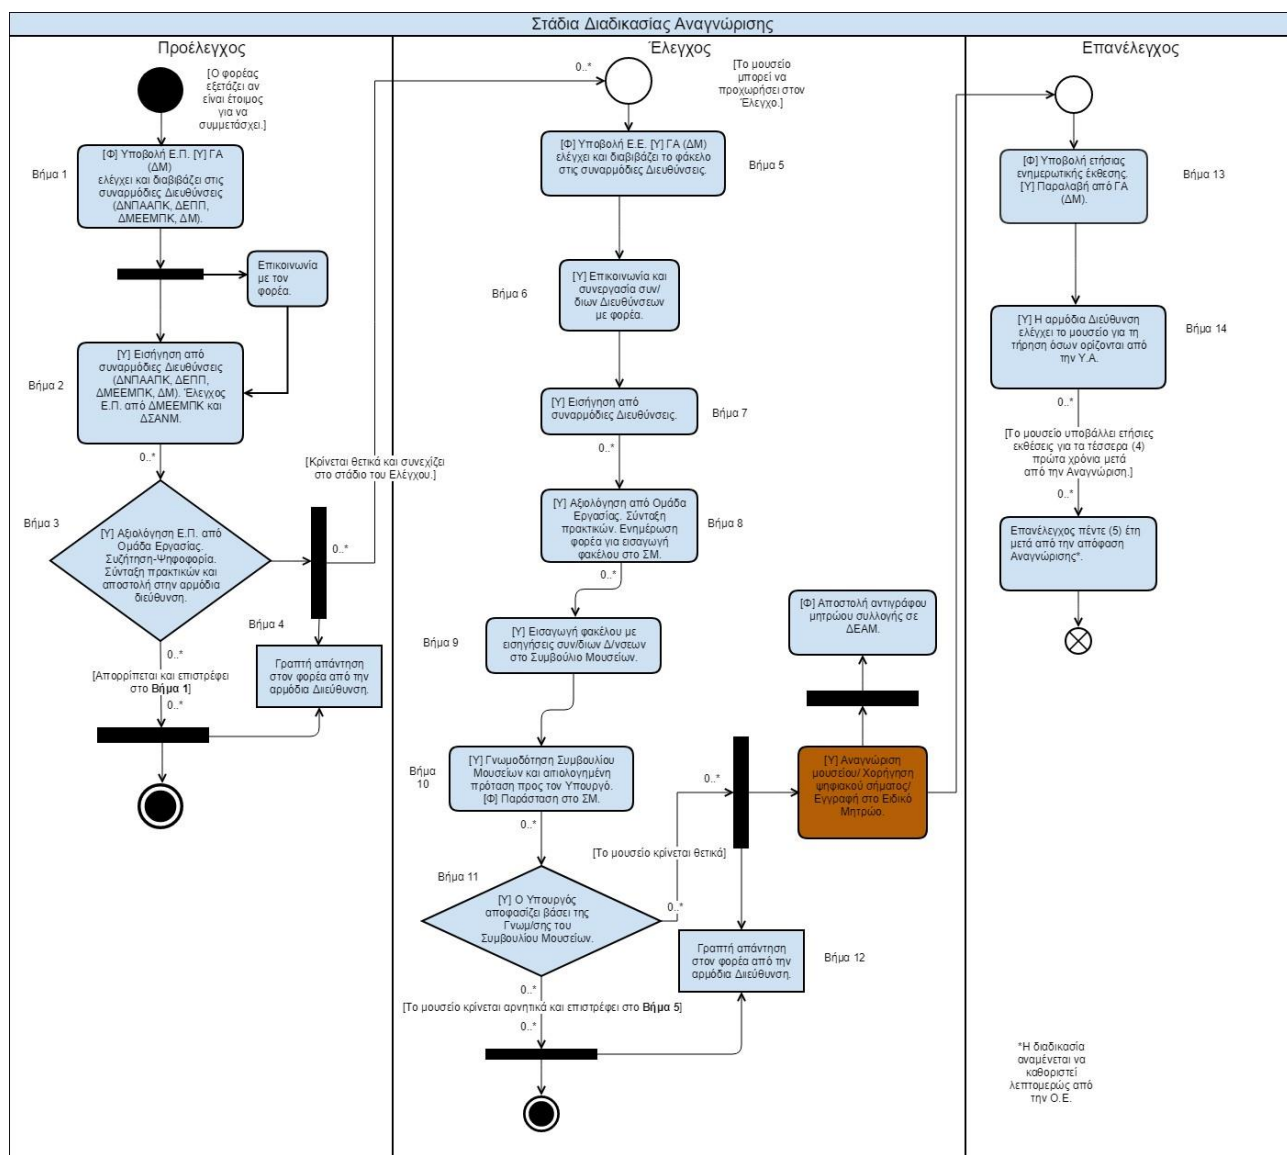 Στάδια Διαδικασίας Αναγνώρισης
Προέλεγχος
[Ο φορέας
εξετάζει αν
είναι έτοιμος
για να
συμμετάσχει.]
Βήμα 1
[Φ] Υποβολή Ε.Π. [Υ] ΓΑ
(ΔΜ)
ελέγχει και διαβιβάζει στις
συναρμόδιες Διευθύνσεις
(ΔΝΠΑΑΠΚ, ΔΕΠΠ,
ΔΜΕΕΜΠΚ, ΔΜ).
Επικοινωνία
με τον
φορέα.
Βήμα 2
[Υ] Εισήγηση από
συναρμόδιες Διευθύνσεις
(ΔΝΠΑΑΠΚ, ΔΕΠΠ,
ΔΜΕΕΜΠΚ, ΔΜ). Έλεγχος
Ε.Π. από ΔΜΕΕΜΠΚ και
ΔΣΑΝΜ.
0..*
[Κρίνεται θετικά και συνεχίζει
στο στάδιο του Ελέγχου.]
Βήμα 3
[Υ] Αξιολόγηση Ε.Π. από
Ομάδα Εργασίας.
Συζήτηση-Ψηφοφορία.
Σύνταξη πρακτικών και
αποστολή στην αρμόδια
διεύθυνση.
0..*
Βήμα 4
Γραπτή απάντηση
στον φορέα από την
αρμόδια Διιεύθυνση.
0..*
[Απορρίπεται και επιστρέφει
στο Βήμα 1]
0..*
Έλεγχος
0..*
[Το μουσείο
μπορεί να
προχωρήσει στον
Έλεγχο.]
[Φ] Υποβολή Ε.Ε. [Υ] ΓΑ (ΔΜ)
ελέγχει και διαβιβάζει το φάκελο
στις συναρμόδιες Διευθύνσεις.
Βήμα 5
Βήμα 6
[Υ] Επικοινωνία και
συνεργασία συν/
διων Διευθύνσεων
με φορέα.
[Υ] Εισήγηση από
συναρμόδιες Διευθύνσεις.
Βήμα 7
0..*
[Υ] Αξιολόγηση από Ομάδα
Εργασίας. Σύνταξη
πρακτικών. Ενημέρωση
φορέα για εισαγωγή
φακέλου στο ΣΜ.
Βήμα 8
0..*
Βήμα 9
[Υ] Εισαγωγή φακέλου με
εισηγήσεις συν/διων Δ/νσεων
στο Συμβούλιο Μουσείων.
Βήμα
10
[Υ] Γνωμοδότηση Συμβουλίου
Μουσείων και αιτιολογημένη
πρόταση προς τον Υπουργό.
[Φ] Παράσταση στο ΣΜ.
0..*
[Το μουσείο κρίνεται θετικά]
Βήμα 11
[Υ] Ο Υπουργός
αποφασίζει βάσει της
Γνωμ/σης του
Συμβουλίου Μουσείων.
0..*
0..*
[Φ] Αποστολή αντιγράφου
μητρώου συλλογής σε
ΔΕΑΜ.
[Υ] Αναγνώριση
μουσείου/ Χορήγηση
ψηφιακού σήματος/
Εγγραφή στο Ειδικό
Μητρώο.
Γραπτή απάντηση
στον φορέα από την
αρμόδια Διιεύθυνση.
Βήμα 12
0..*
[Το μουσείο κρίνεται αρνητικά και επιστρέφει στο Βήμα 5]
0..*
Επανέλεγχος
[Φ] Υποβολή ετήσιας
ενημερωτικής έκθεσης.
[Υ] Παραλαβή από ΓΑ
(ΔΜ).
Βήμα 13
[Υ] Η αρμόδια Διεύθυνση
ελέγχει το μουσείο για τη
τήρηση όσων ορίζονται από
την Υ.Α.
Βήμα 14
0..*
[Το μουσείο υποβάλλει ετήσιες
εκθέσεις για τα τέσσερα (4)
πρώτα χρόνια μετά
από την Αναγνώριση.]
0..*
Επανέλεγχος πέντε (5) έτη
μετά από την απόφαση
Αναγνώρισης*.
*Η διαδικασία
αναμένεται να
καθοριστεί
λεπτομερώς από
την Ο.Ε.